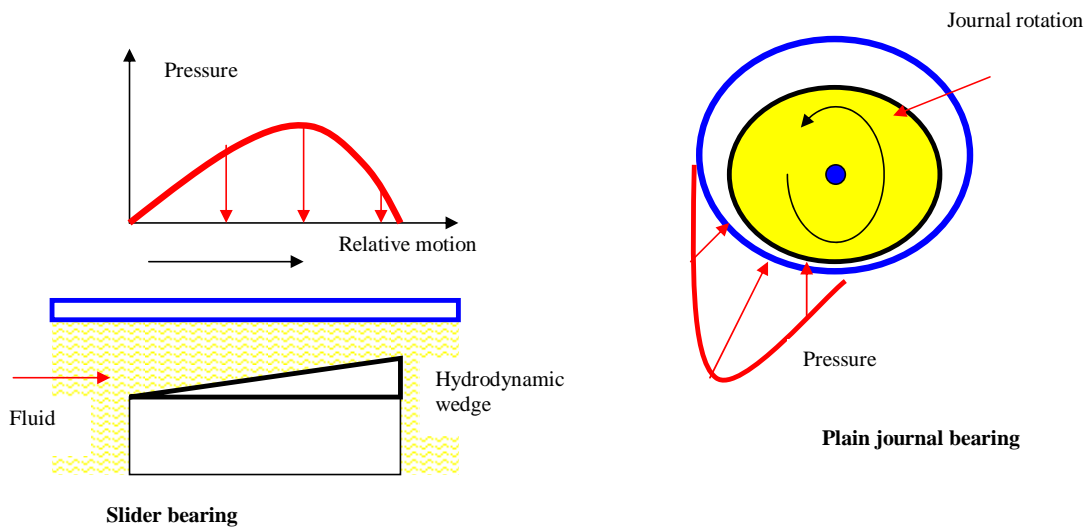 Pressure
Relative motion
Fluid
Hydrodynamic
wedge
Slider bearing
Journal rotation
Pressure
Plain journal bearing